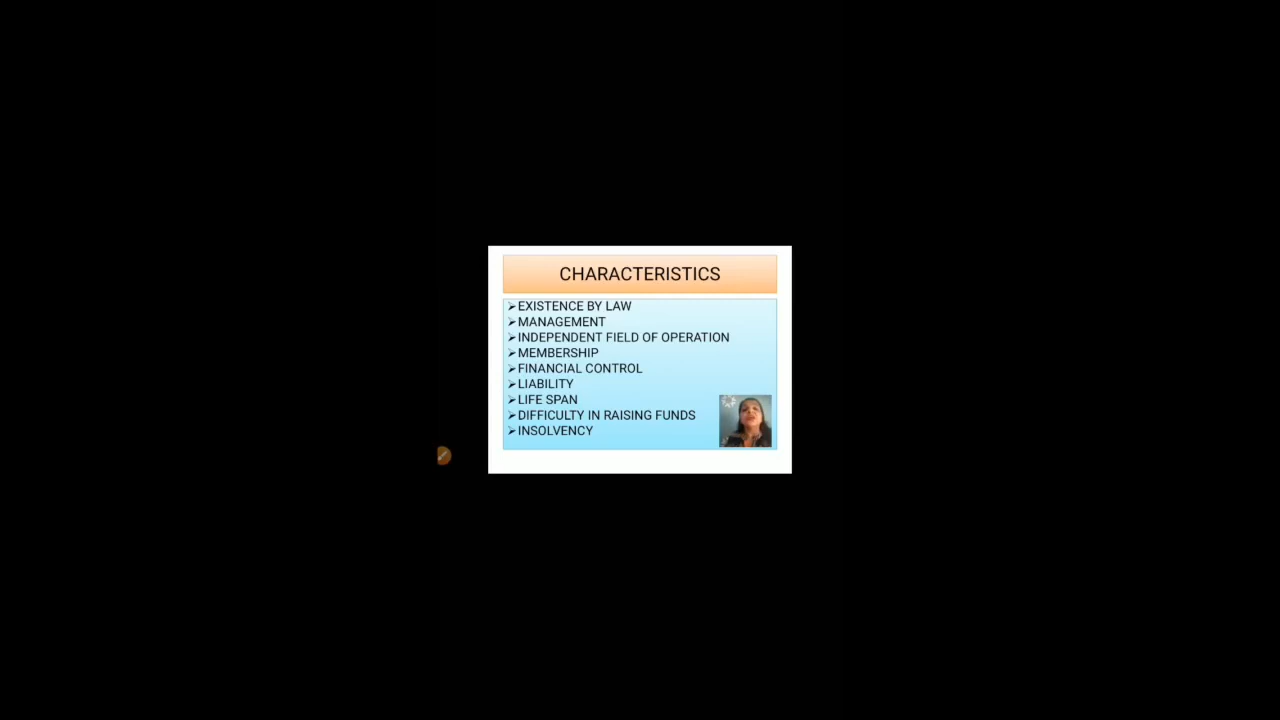 CHARACTERISTICS
➢EXISTENCE BY LAW
➢MANAGEMENT
➢INDEPENDENT FIELD OF OPERATION
➢MEMBERSHIP
➢FINANCIAL CONTROL
➢LIABILITY
➢LIFE SPAN
➢DIFFICULTY IN RAISING FUNDS
➢INSOLVENCY